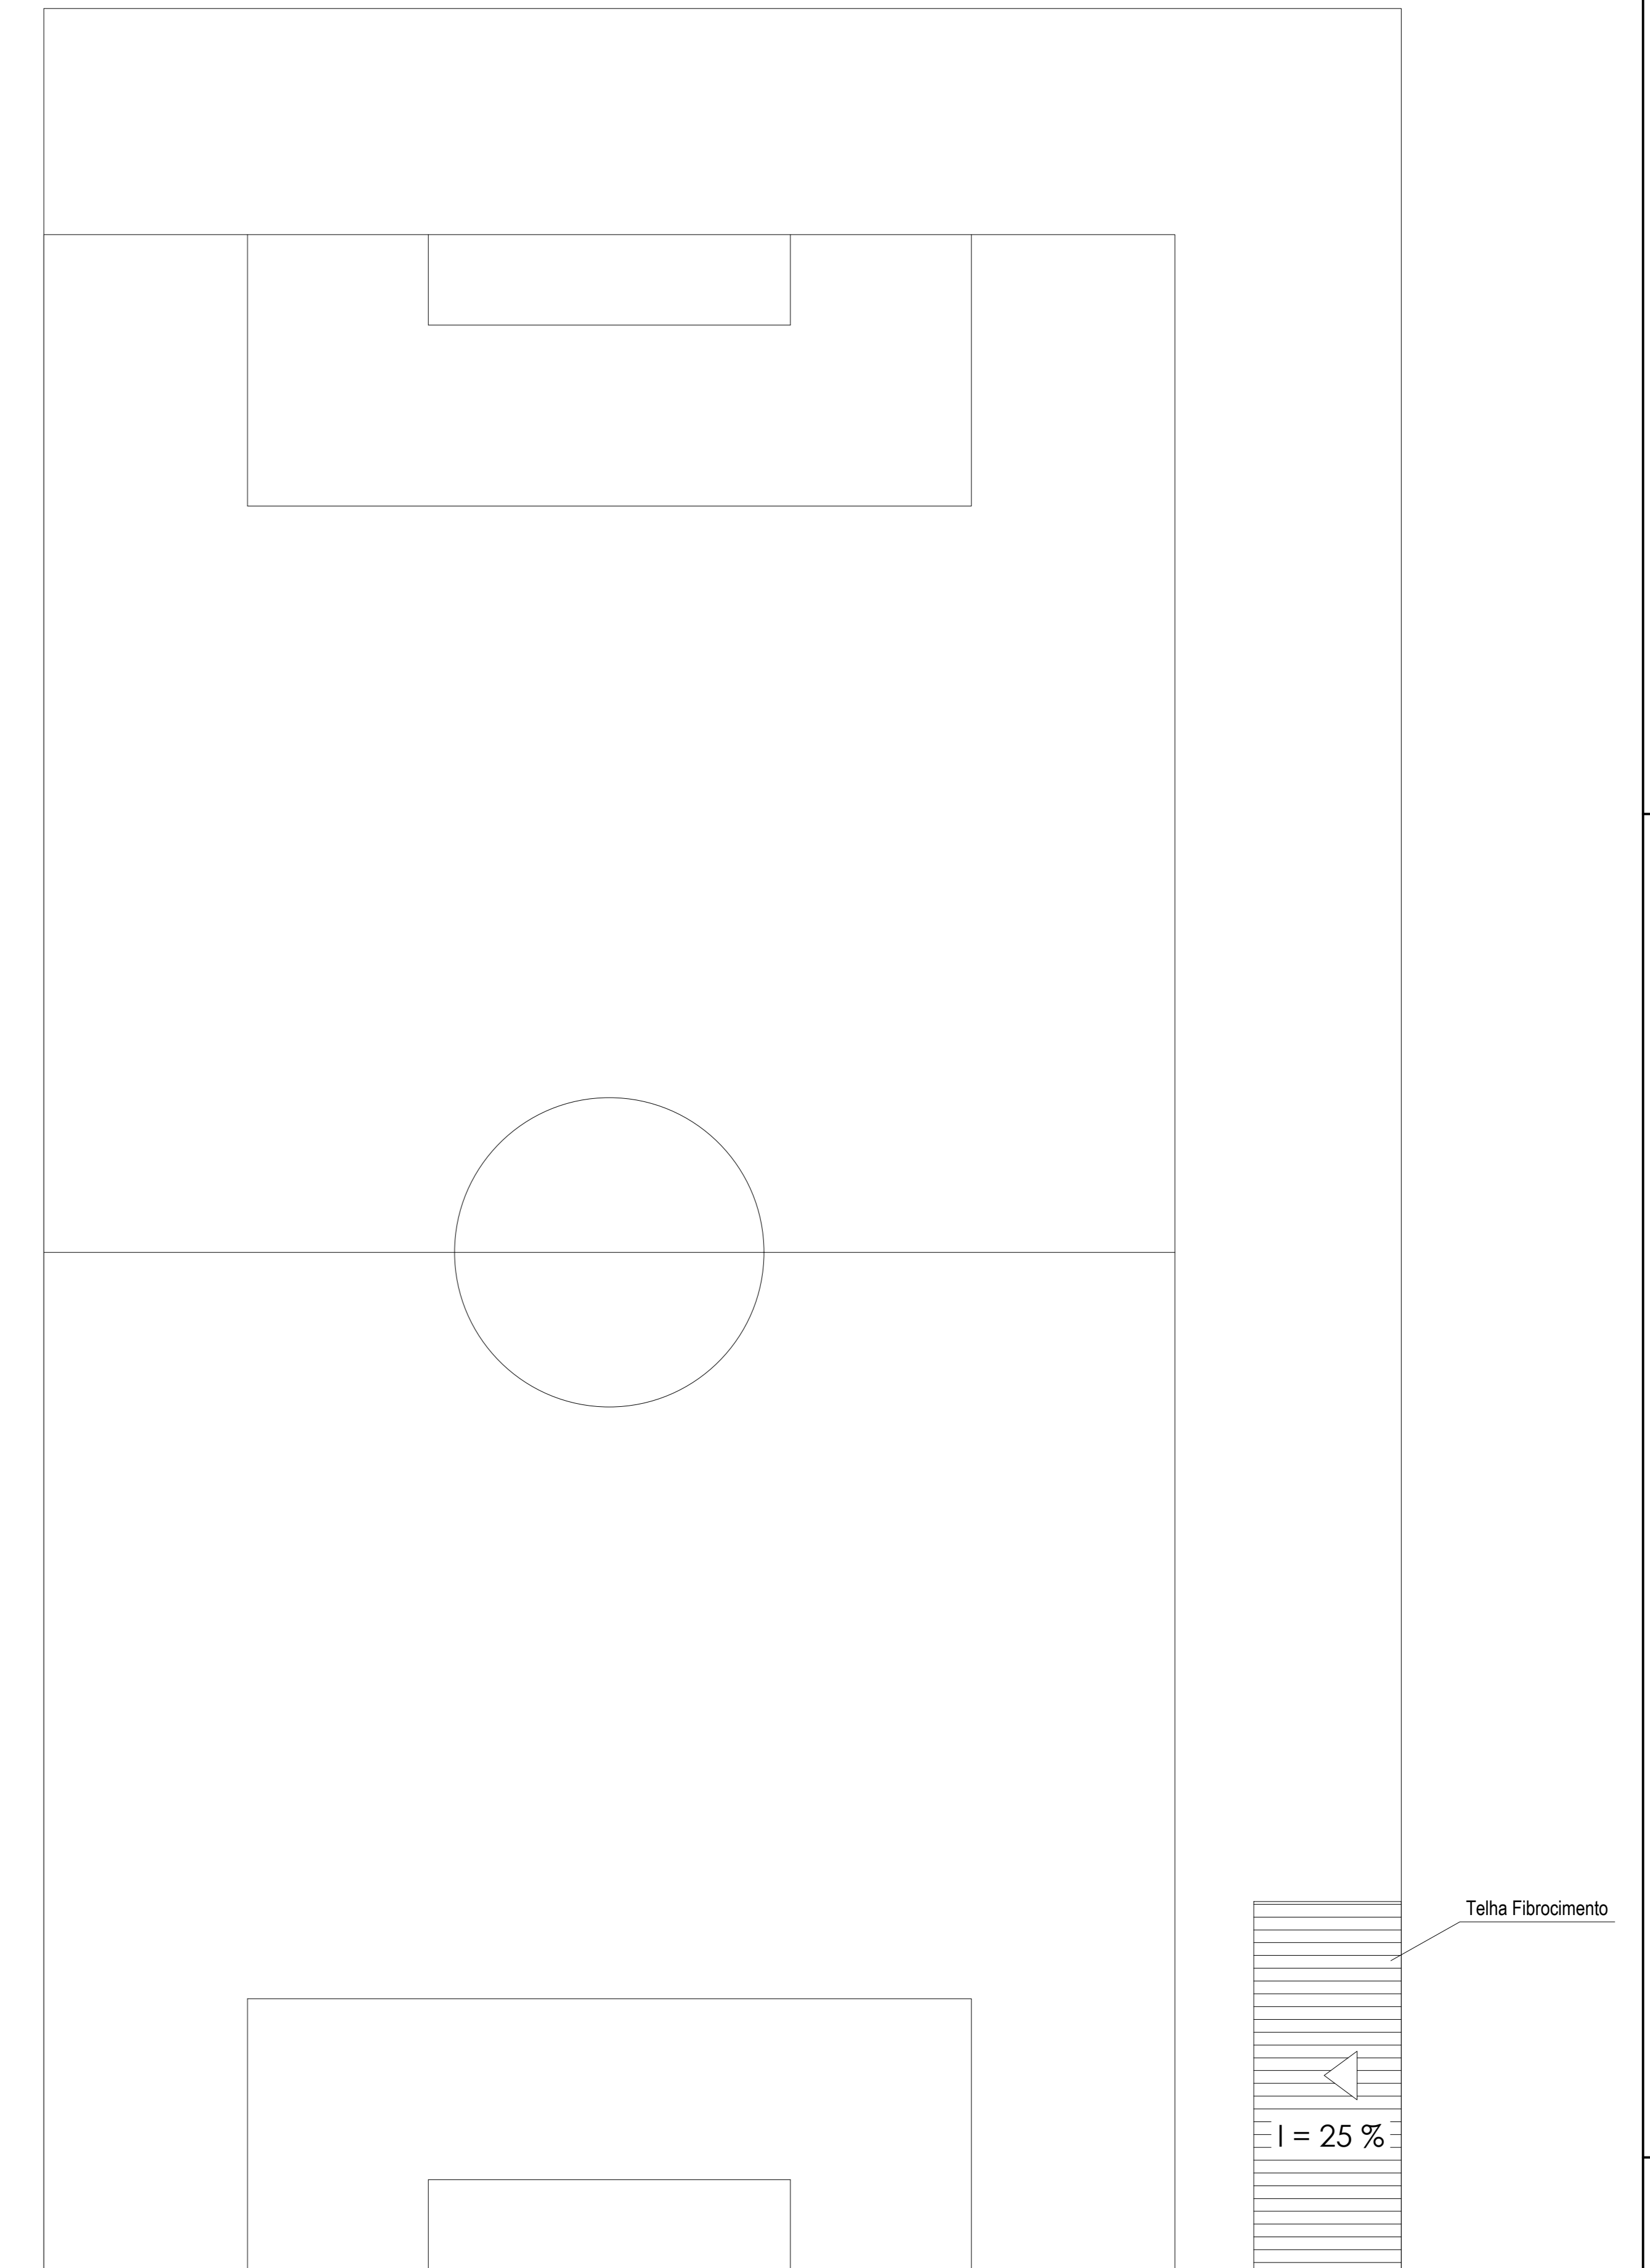 Telha Fibrocimento
I = 25 %